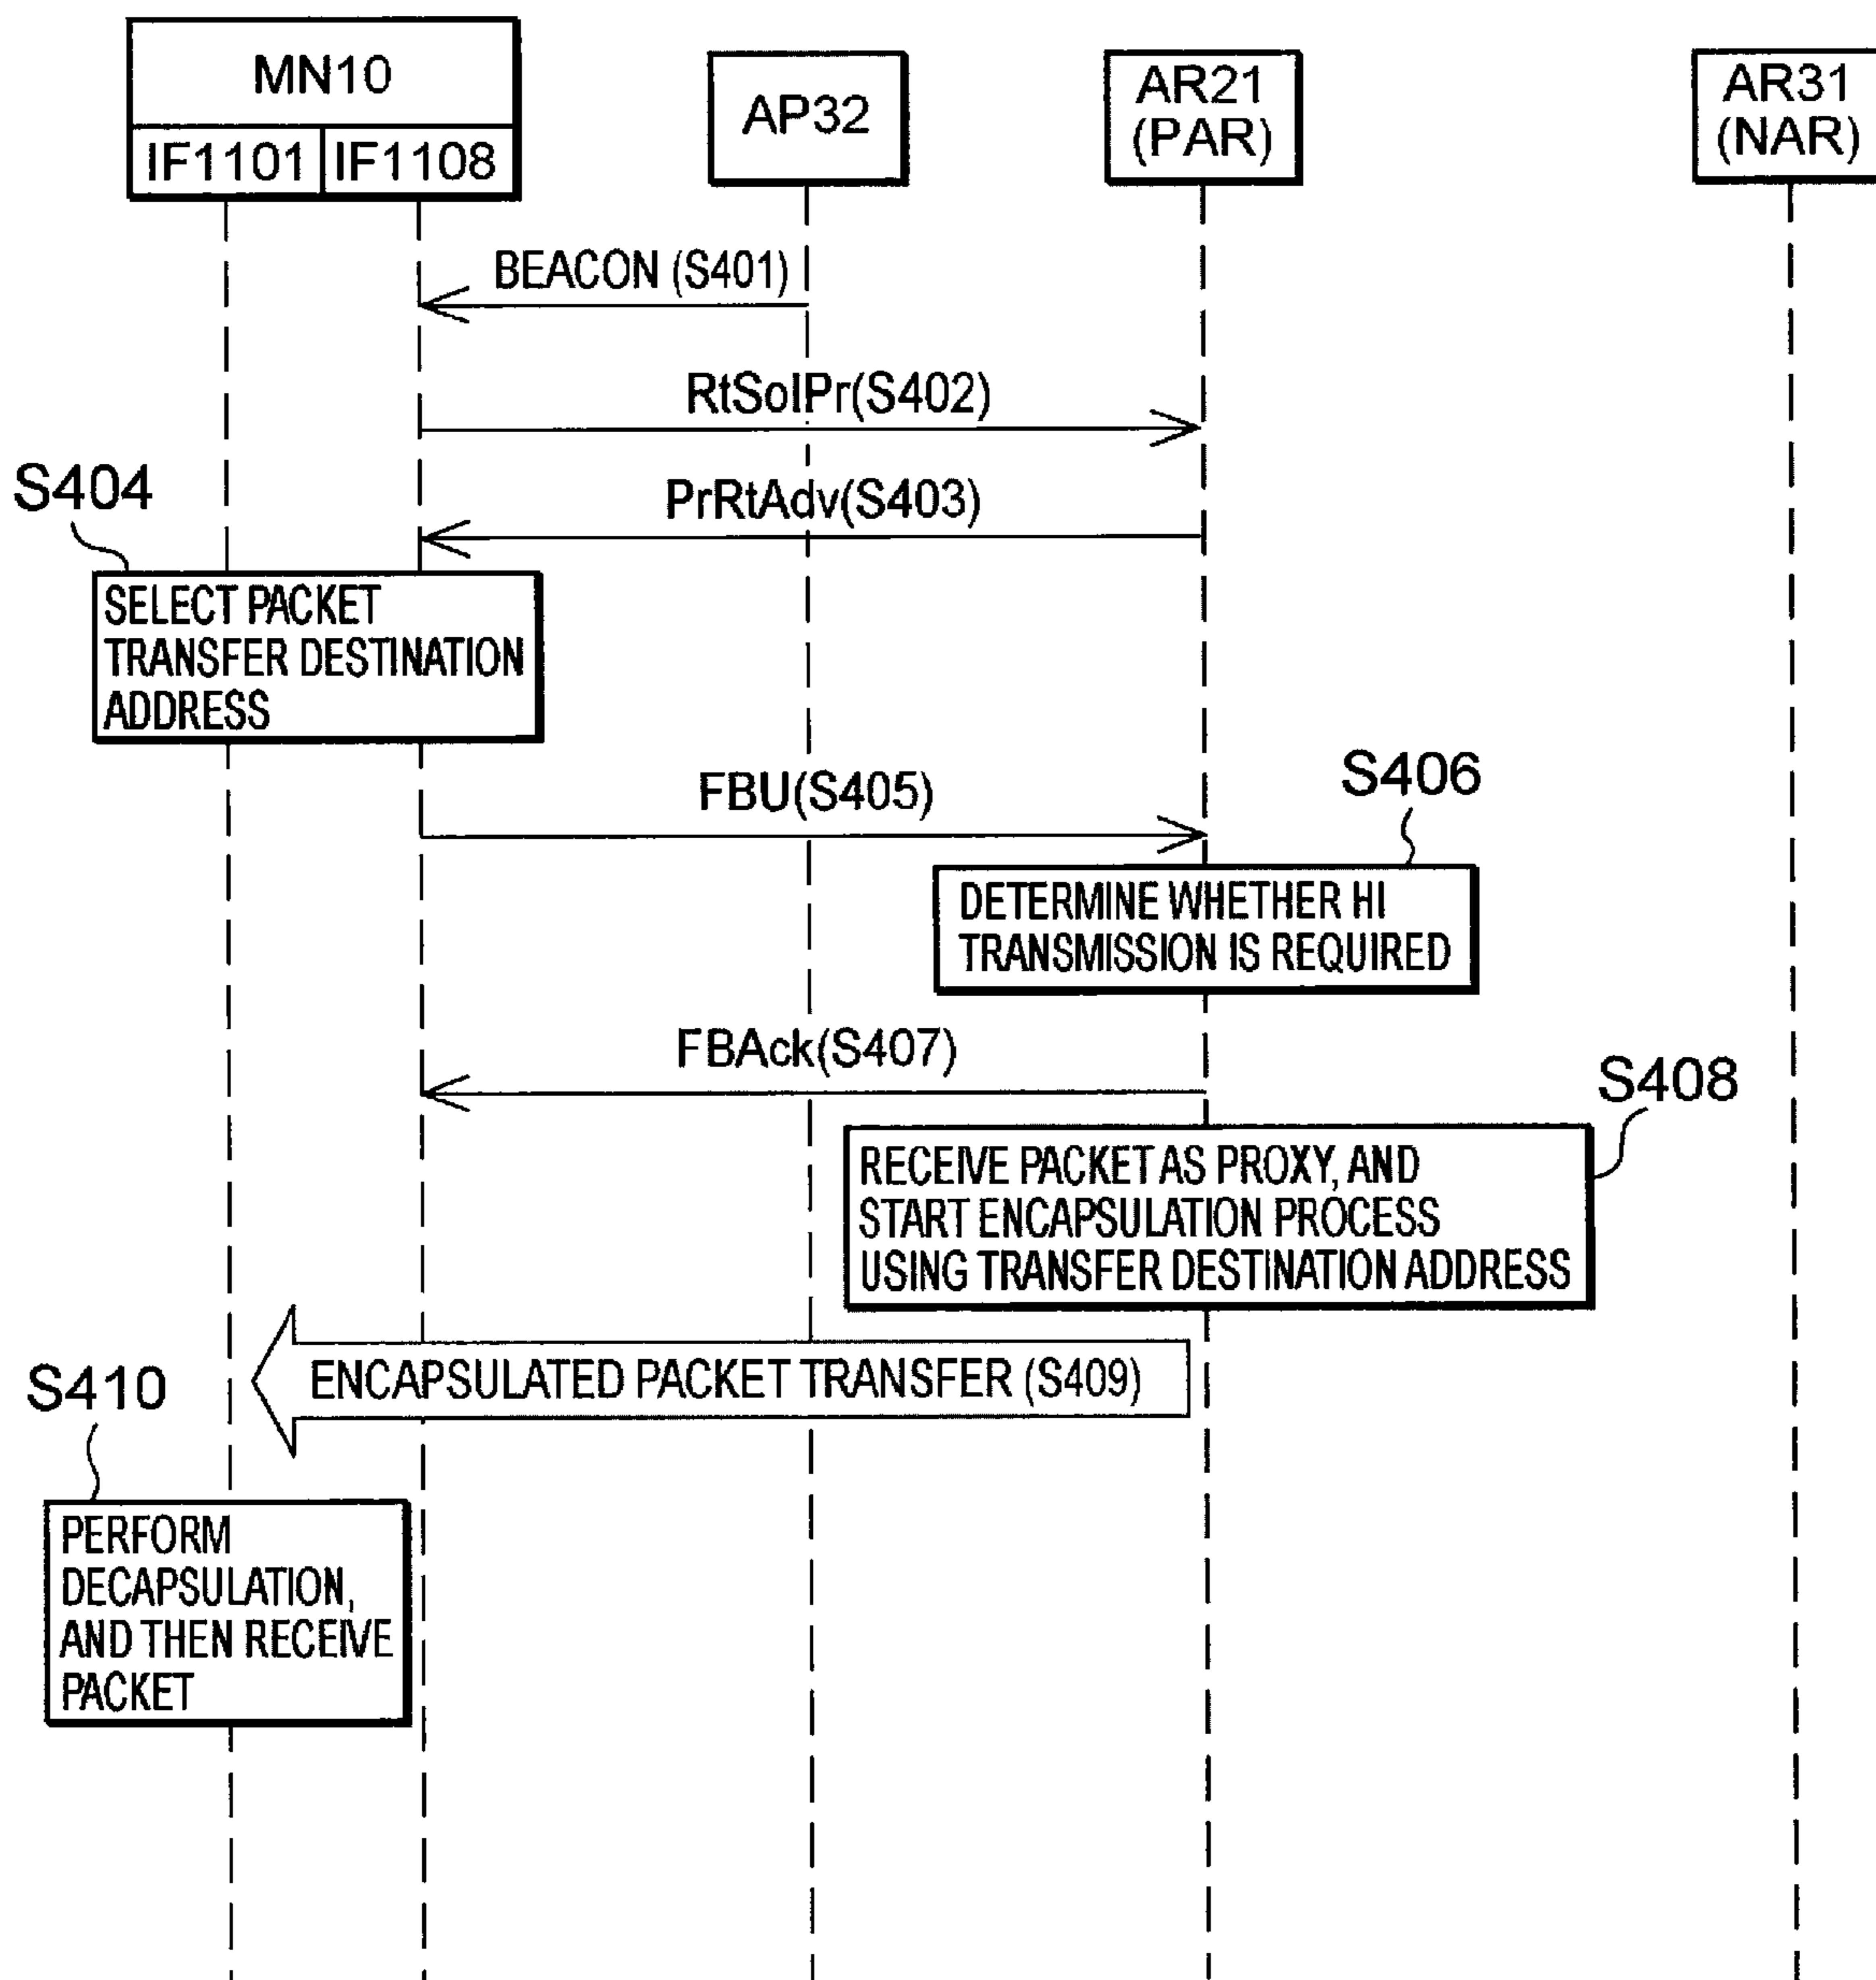 MN10
IF1101 IF1108
AP32
AR21
(PAR)
AR31
(NAR)
BEACON (S401)
RtSolPr(S402)
PrRtAdv(S403)
S404
SELECT PACKET
TRANSFER DESTINATION
ADDRESS
FBU(S405)
S406
DETERMINE WHETHER HI
TRANSMISSION IS REQUIRED
FBAck(S407)
S408
RECEIVE PACKET AS PROXY, AND
START ENCAPSULATION PROCESS
USING TRANSFER DESTINATION ADDRESS
ENCAPSULATED PACKET TRANSFER (S409)
S410
PERFORM
DECAPSULATION,
AND THEN RECEIVE
PACKET